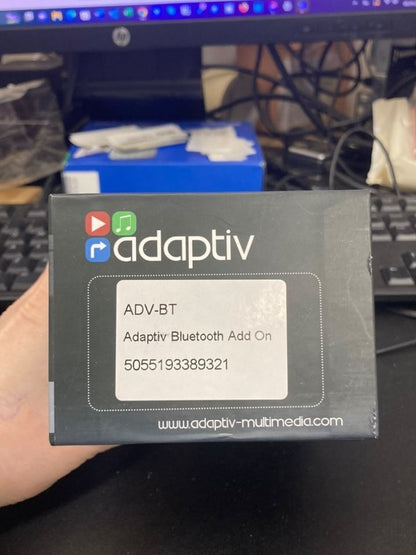 hp
adaptiv
ADV-BT
Adaptiv Bluetooth Add On
5055193389321
www.adaptiv-multimedia.com